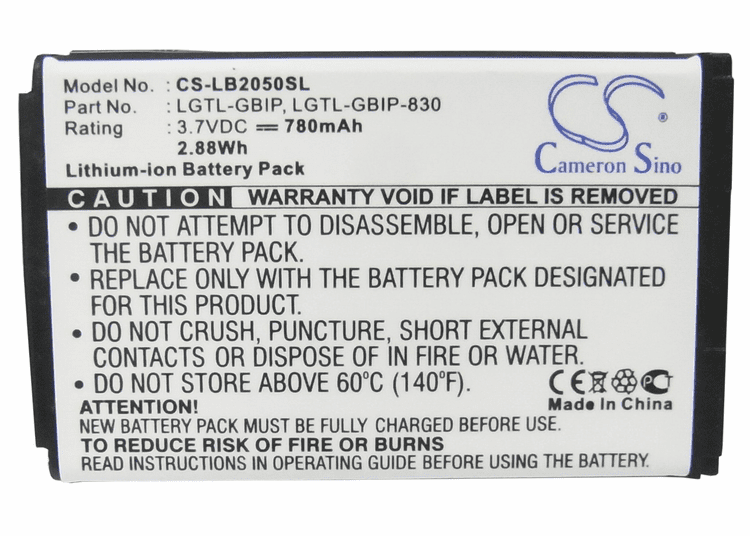 Model No. : CS-LB2050SL
Part No. : LGTL-GBIP, LGTL-GBIP-830
Rating : 3.7VDC 780mAh
2.88Wh
Lithium-ion Battery Pack
CS
Cameron Sino
CAUTION WARRANTY VOID IF LABEL IS REMOVED.
• DO NOT ATTEMPT TO DISASSEMBLE, OPEN OR SERVICE
THE BATTERY PACK.
• REPLACE ONLY WITH THE BATTERY PACK DESIGNATED
FOR THIS EQUIPMENT.
• DO NOT CRUSH, PUNCTURE, SHORT EXTERNAL
CONTACTS OR DISPOSE OF IN FIRE OR WATER.
• DO NOT STORE ABOVE 60°C (140°F).
CE PCT
Made In China
ATTENTION!
NEW BATTERY PACK MUST BE FULLY CHARGED BEFORE USE.
TO REDUCE RISK OF FIRE OR BURNS
READ INSTRUCTIONS CAREFULLY BEFORE USING THE BATTERY.